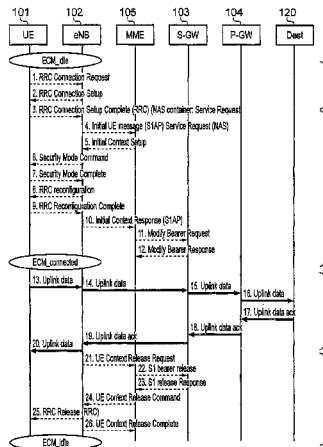 101 102 105 103 104 120
UE eNB MME S-GW P-GW Dest
ECM_idle
1. RRC Connection Request
2. RRC Connection Setup
3. RRC Connection Setup Complete (RRC) (NAS container: Service Request
4. Initial UE message (S1AP) Service Request (NAS)
5. Initial Context Setup
6. Security Mode Command
7. Security Mode Complete
8. RRC reconfiguration
9. RRC Reconfiguration Complete
10. Initial Context Response (S1AP)
11. Modify Bearer Request
12. Modify Bearer Response
ECM_connected
13. Uplink data
14. Uplink data
15. Uplink data
16. Uplink data
17. Uplink data ack
18. Uplink data ack
19. Uplink data ack
20. Uplink data
21. UE Context Release Request
22. S1 bearer release
23. S1 release Response
24. UE Context Release Command
25. RRC Release (RRC)
26. UE Context Release Complete
ECM_idle